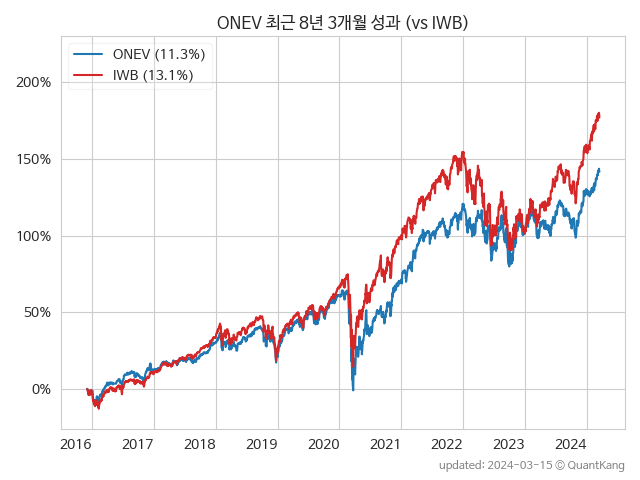 ONEV 최근 8년 3개월 성과 (vs IWB)
ONEV (11.3%)
IWB (13.1%)
200%
150%
100%
50%
0%
2016 2017 2018 2019 2020 2021 2022 2023 2024
updated: 2024-03-15 © QuantKang